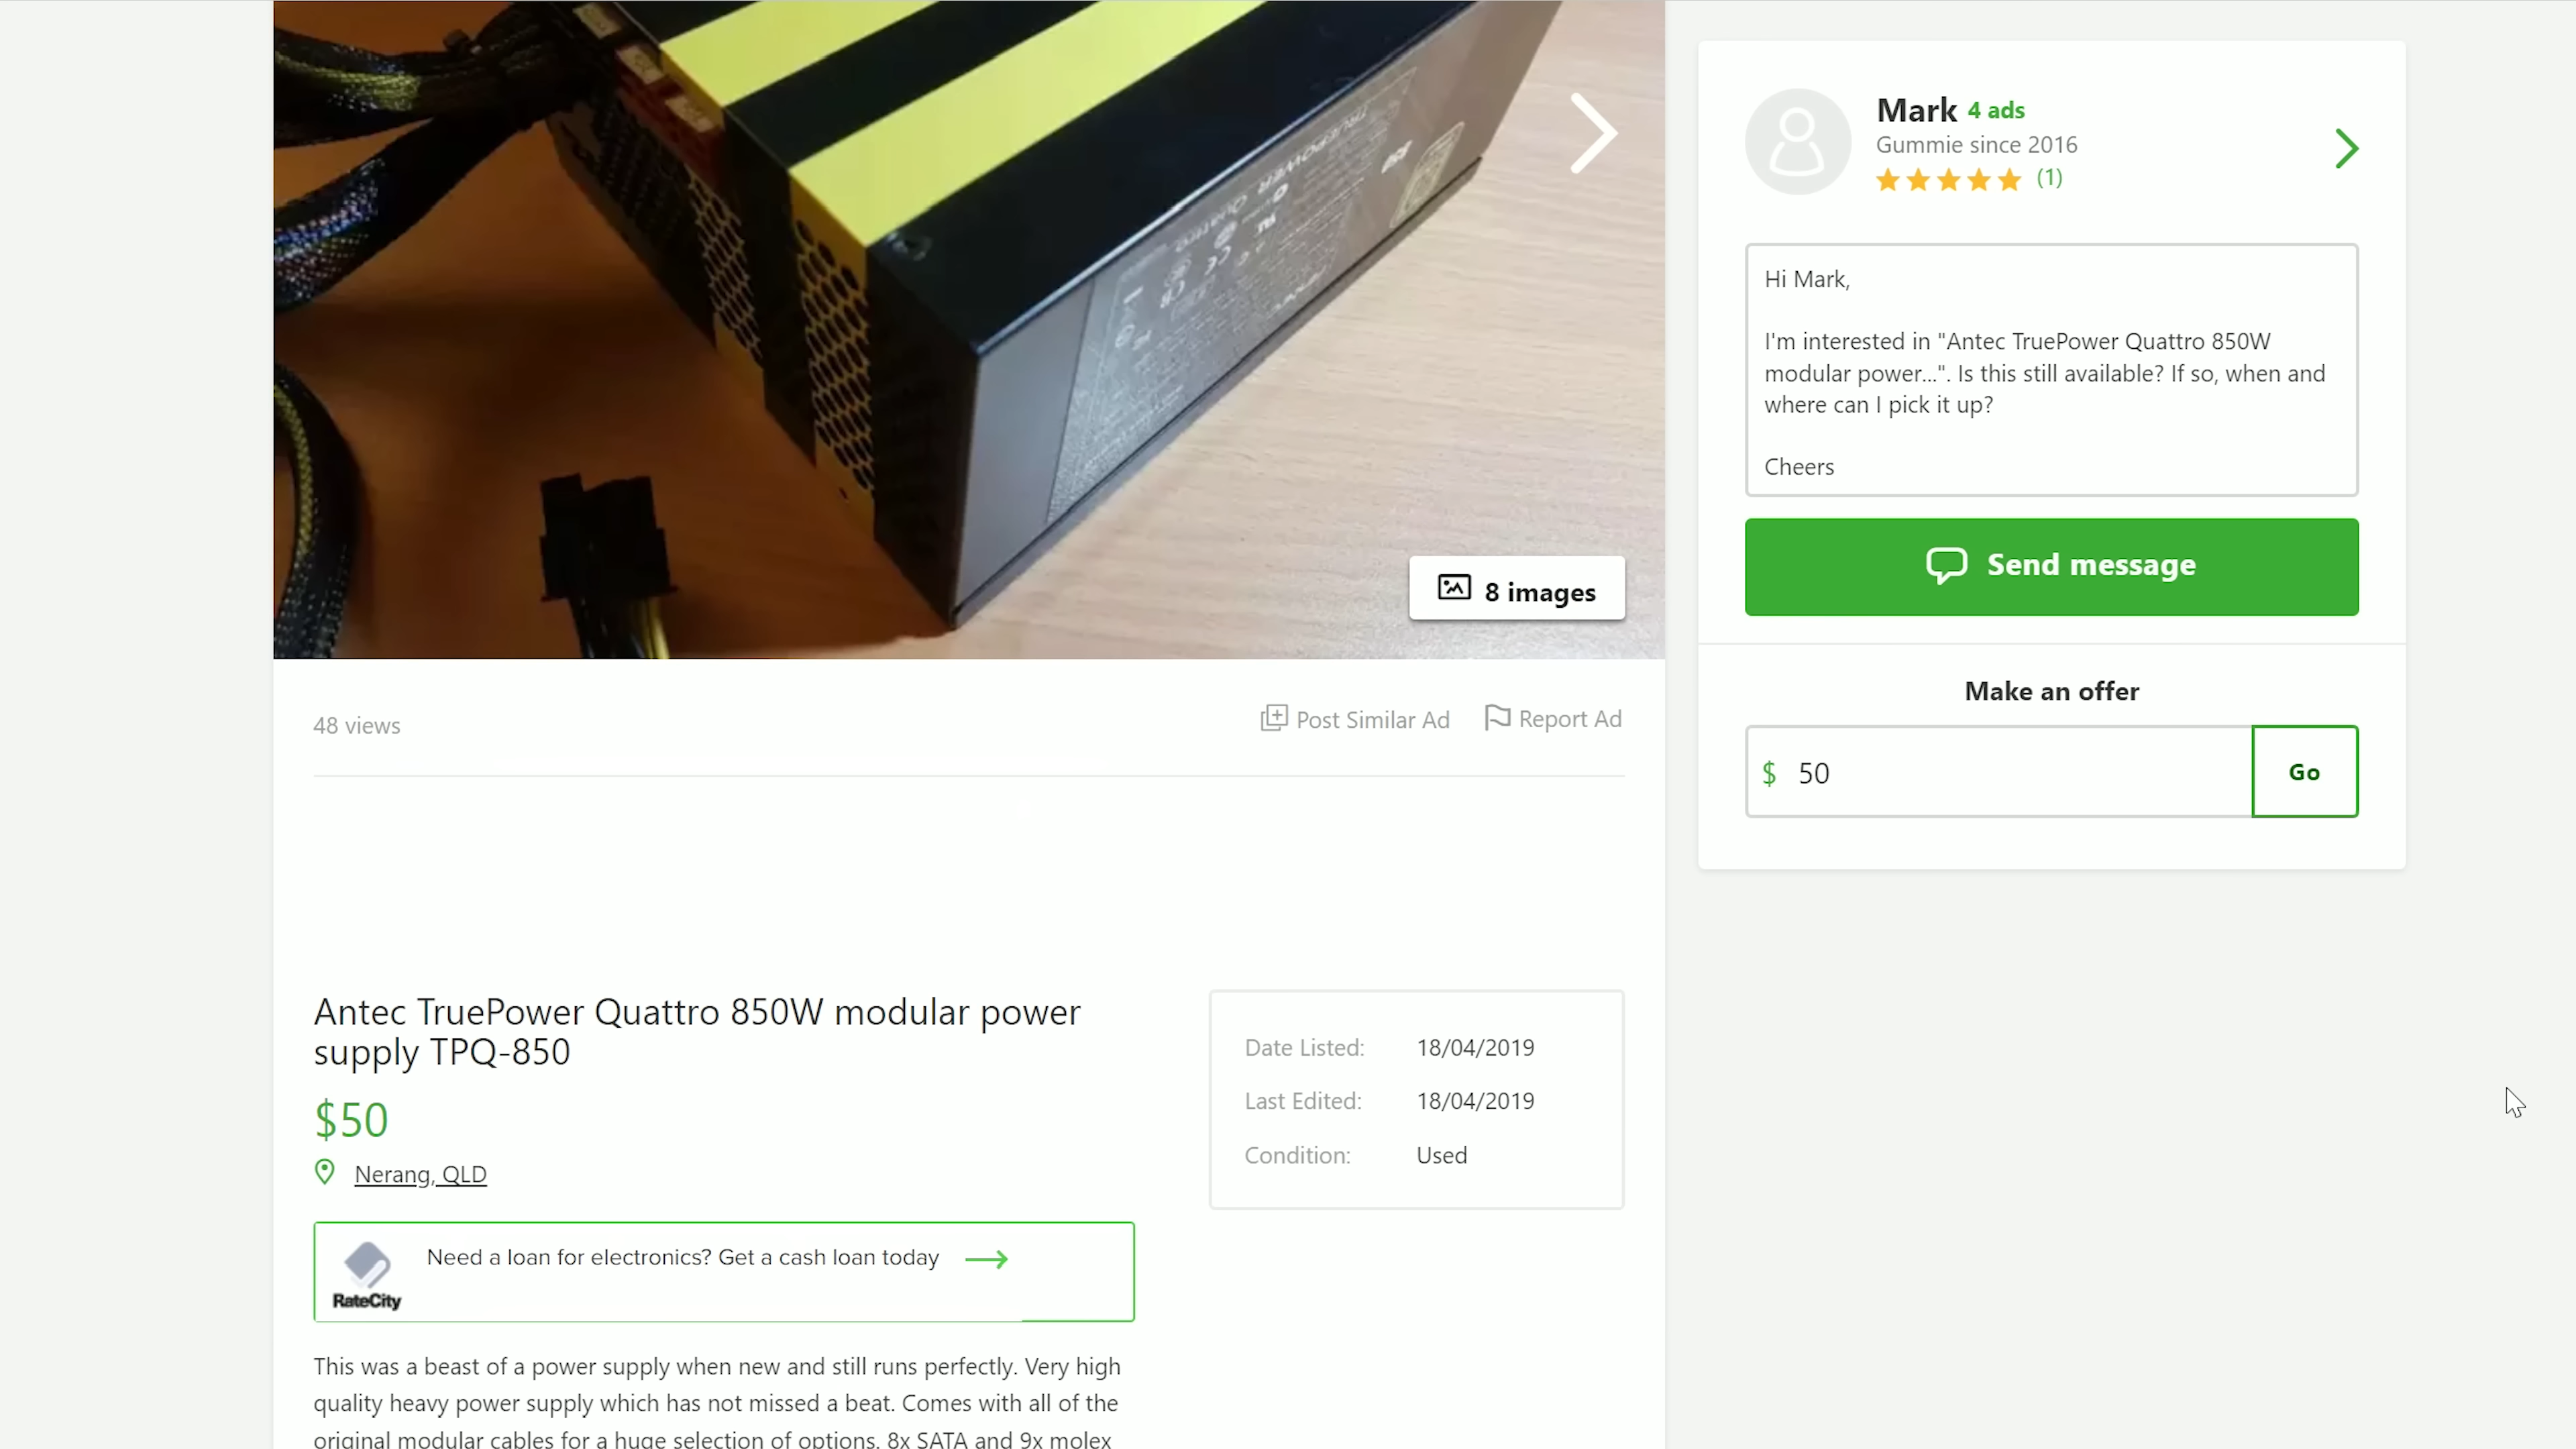 8 images
48 views
Post Similar Ad
Report Ad
Antec TruePower Quattro 850W modular power
supply TPQ-850
$50
Nerang, QLD
Need a loan for electronics? Get a cash loan today
RateCity
This was a beast of a power supply when new and still runs perfectly. Very high
quality heavy power supply which has not missed a beat. Comes with all of the
original modular cables for a huge selection of options. 8x SATA and 9x molex
Date Listed: 18/04/2019
Last Edited: 18/04/2019
Condition: Used
Mark 4 ads
Gummie since 2016
(1)
Hi Mark,
I'm interested in "Antec TruePower Quattro 850W
modular power...". Is this still available? If so, when and
where can I pick it up?
Cheers
Send message
Make an offer
$ 50
Go